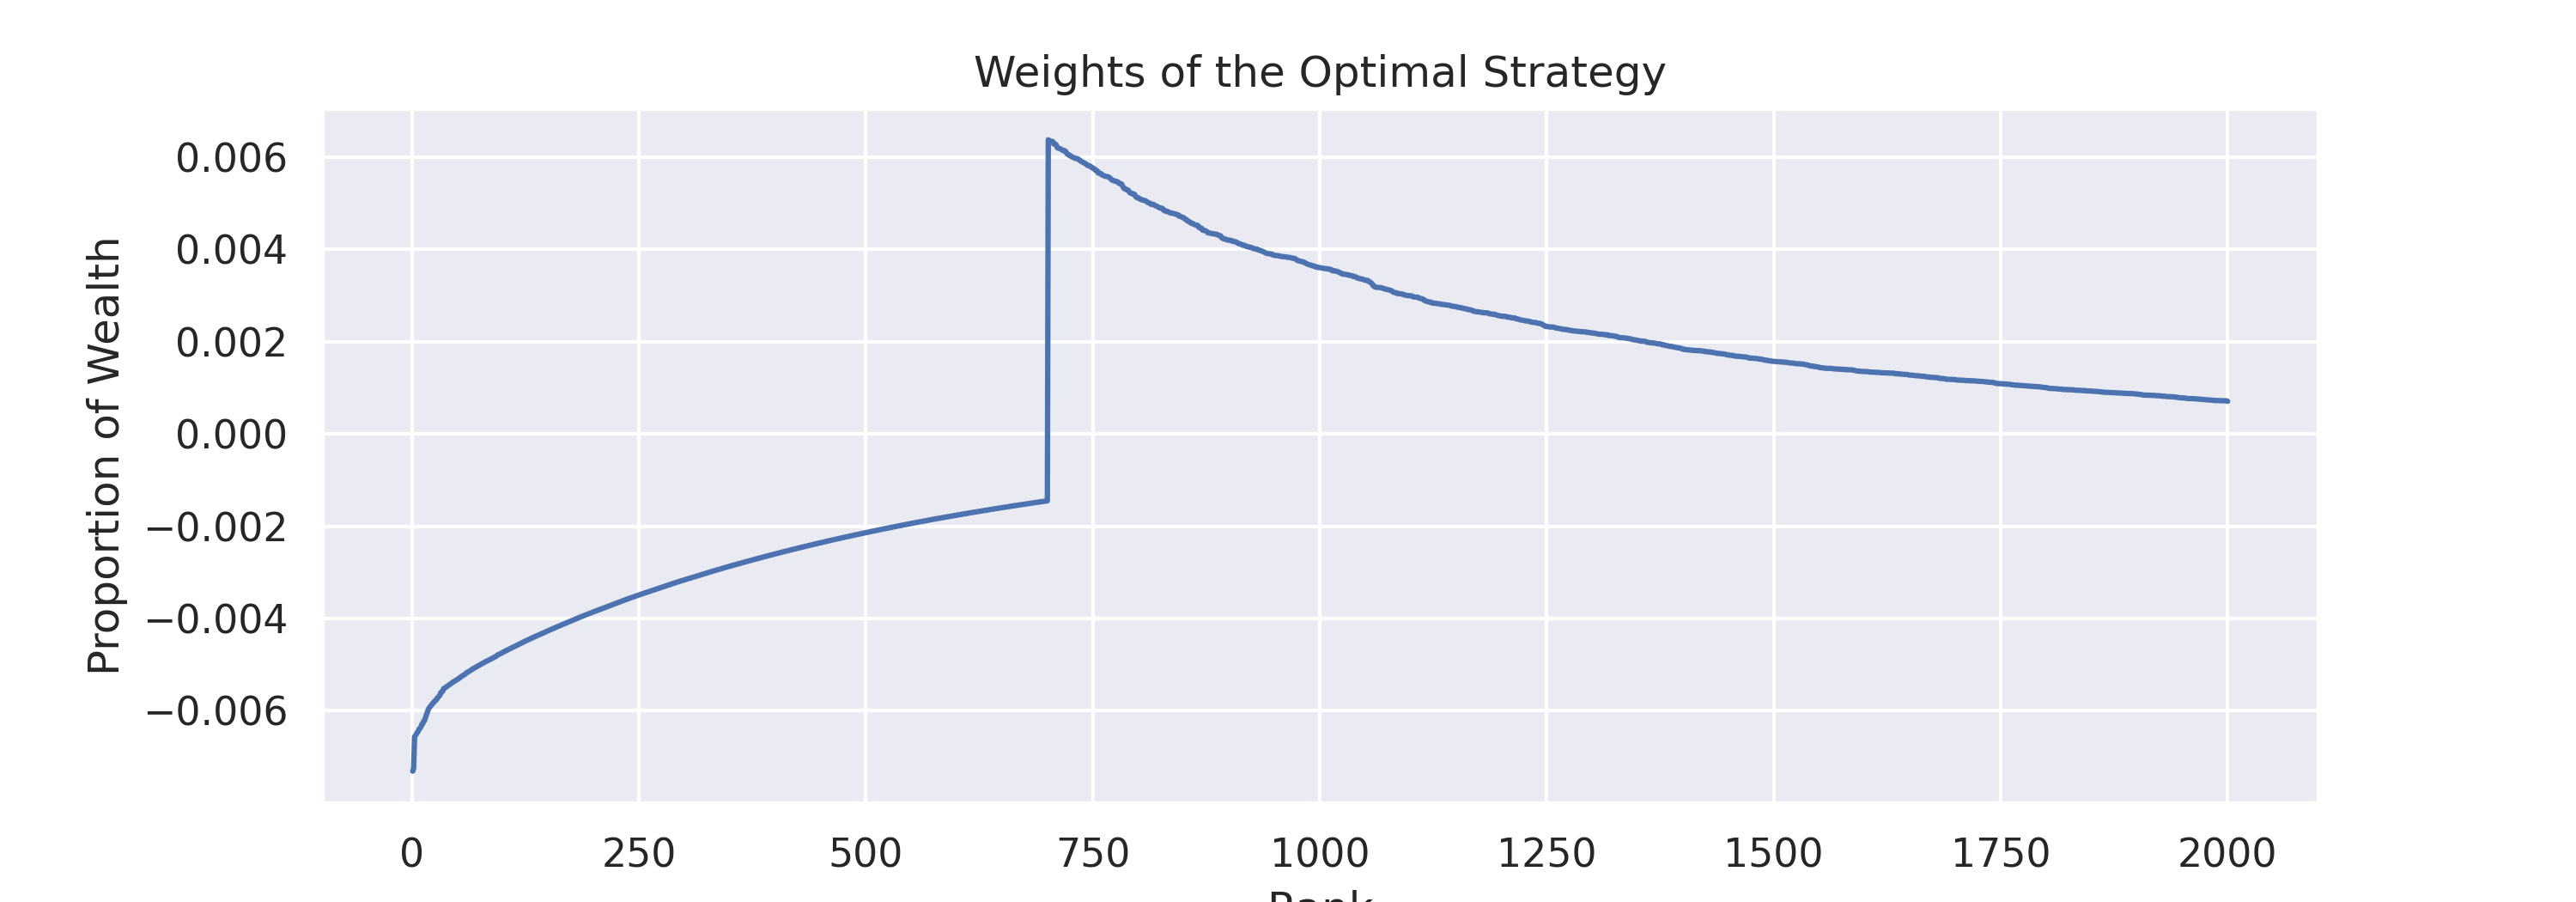 Weights of the Optimal Strategy
Proportion of Wealth
0.006
0.004
0.002
0.000
−0.002
−0.004
−0.006
0 250 500 750 1000 1250 1500 1750 2000
Rank